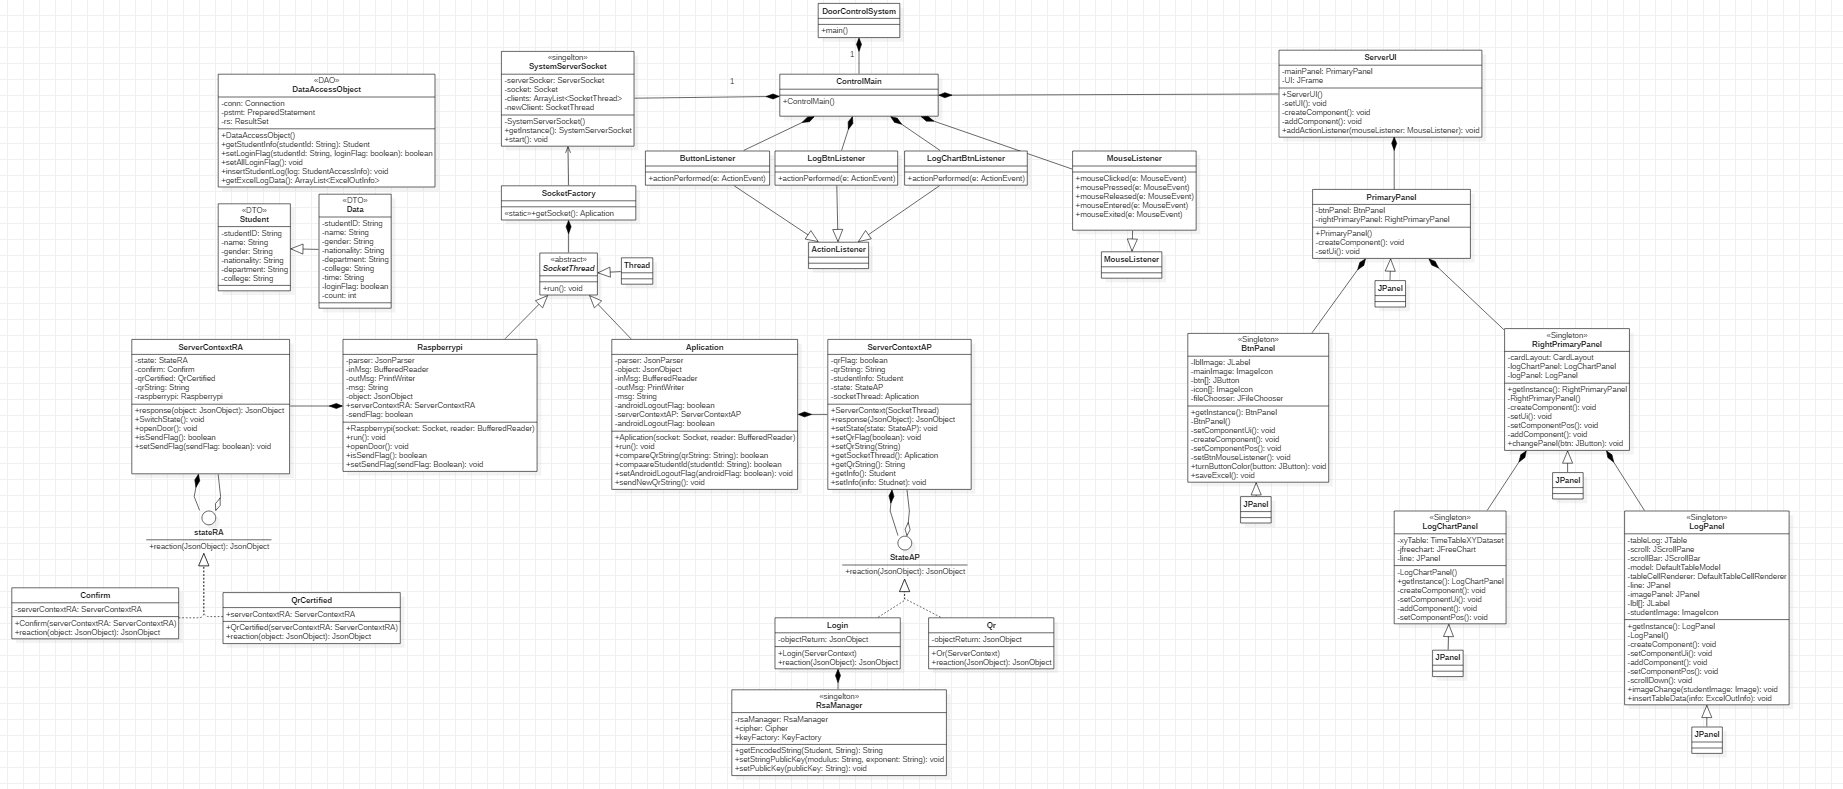 DoorControlSystem
+main()
1
«singelton»
SystemServerSocket
-serverSocker: ServerSocket
-socket: Socket
-clients: ArrayList<SocketThread>
-newClient: SocketThread
-SystemServerSocket()
+getInstance(): SystemServerSocket
+start(): void
1
ControlMain
+ControlMain()
ServerUI
-mainPanel: PrimaryPanel
-UI: JFrame
+ServerUI()
-setUI(): void
-createComponent(): void
-addComponent(): void
+addActionListener(mouseListener: MouseListener): void
«DAO»
DataAccessObject
-conn: Connection
-pstmt: PreparedStatement
-rs: ResultSet
+DataAccessObject()
+getStudentInfo(studentId: String): Student
+setLoginFlag(studentId: String, loginFlag: boolean): boolean
+setAllLoginFlag(): void
+insertStudentLog(log: StudentAccessInfo): void
+getExcelLogData(): ArrayList<ExcelOutInfo>
ButtonListener
+actionPerformed(e: ActionEvent)
LogBtnListener
+actionPerformed(e: ActionEvent)
LogChartBtnListener
+actionPerformed(e: ActionEvent)
MouseListener
+mouseClicked(e: MouseEvent)
+mousePressed(e: MouseEvent)
+mouseReleased(e: MouseEvent)
+mouseEntered(e: MouseEvent)
+mouseExited(e: MouseEvent)
SocketFactory
«static»+getSocket(): Aplication
PrimaryPanel
-btnPanel: BtnPanel
-rightPrimaryPanel: RightPrimaryPanel
+PrimaryPanel()
-createComponent(): void
-setUi(): void
«DTO»
Student
-studentID: String
-name: String
-gender: String
-nationality: String
-department: String
-college: String
«DTO»
Data
-studentID: String
-name: String
-gender: String
-nationality: String
-department: String
-college: String
-time: String
-loginFlag: boolean
-count: int
ActionListener
MouseListener
«abstract»
SocketThread
+run(): void
Thread
JPanel
ServerContextRA
-state: StateRA
-confirm: Confirm
-qrCertified: QrCertified
-qrString: String
-raspberrypi: Raspberrypi
+response(object: JsonObject): JsonObject
+SwitchState(): void
+openDoor(): void
+isSendFlag(): boolean
+setSendFlag(sendFlag: boolean): void
Raspberrypi
-parser: JsonParser
-inMsg: BufferedReader
-outMsg: PrintWriter
-msg: String
-object: JsonObject
+serverContextRA: ServerContextRA
-sendFlag: boolean
+Raspberrypi(socket: Socket, reader: BufferedReader)
+run(): void
-openDoor(): void
-isSendFlag(): boolean
+setSendFlag(sendFlag: Boolean): void
Aplication
-parser: JsonParser
-object: JsonObject
-inMsg: BufferedReader
-outMsg: PrintWriter
-msg: String
-androidLogoutFlag: boolean
-serverContextAP: ServerContextAP
-androidLogoutFlag: boolean
+Aplication(socket: Socket, reader: BufferedReader)
+run(): void
+compareQrString(qrString: String): boolean
+compaareStudentId(studentId: String): boolean
+setAndroidLogoutFlag(androidFlag: boolean): void
+sendNewQrString(): void
ServerContextAP
-qrFlag: boolean
-qrString: String
-studentInfo: Student
-state: StateAP
-socketThread: Aplication
+ServerContext(SocketThread)
+response(JsonObject): JsonObject
+setState(state: StateAP): void
+setQrFlag(boolean): void
+setQrString(String)
+getSocketThread(): Aplication
+getQrString(): String
+getInfo(): Student
+setInfo(info: Studnet): void
«Singleton»
BtnPanel
-lblImage: JLabel
-mainImage: ImageIcon
-btn[]: JButton
-icon[]: ImageIcon
-fileChooser: JFileChooser
+getInstance(): BtnPanel
-BtnPanel()
-setComponentUi(): void
-createComponent(): void
-setComponentPos(): void
-setBtnMouseListener(): void
+turnButtonColor(button: JButton): void
+saveExcel(): void
«Singleton»
RightPrimaryPanel
-cardLayout: CardLayout
-logChartPanel: LogChartPanel
-logPanel: LogPanel
+getInstance(): RightPrimaryPanel
-RightPrimaryPanel()
-createComponent(): void
-setUi(): void
-setComponentPos(): void
-addComponent(): void
+changePanel(btn: JButton): void
JPanel
JPanel
stateRA
+reaction(JsonObject): JsonObject
StateAP
+reaction(JsonObject): JsonObject
«Singleton»
LogChartPanel
-xyTable: TimeTableXYDataset
-jfreechart: JFreeChart
-line: JPanel
-LogChartPanel()
+getInstance(): LogChartPanel
-createComponent(): void
-setComponentUi(): void
-addComponent(): void
-setComponentPos(): void
«Singleton»
LogPanel
-tableLog: JTable
-scroll: JScrollPane
-scrollBar: JScrollBar
-model: DefaultTableModel
-tableCellRenderer: DefaultTableCellRenderer
-line: JPanel
-imagePanel: JPanel
-lbl[]: JLabel
-studentImage: ImageIcon
+getInstance(): LogPanel
-LogPanel()
-createComponent(): void
-setComponentUi(): void
-addComponent(): void
-setComponentPos(): void
-scrollDown(): void
+imageChange(studentImage: Image): void
+insertTableData(info: ExcelOutInfo): void
Confirm
-serverContextRA: ServerContextRA
+Confirm(serverContextRA: ServerContextRA)
+reaction(object: JsonObject): JsonObject
QrCertified
+serverContextRA: ServerContextRA
+QrCertified(serverContextRA: ServerContextRA)
+reaction(object: JsonObject): JsonObject
Login
-objectReturn: JsonObject
+Login(ServerContext)
+reaction(JsonObject): JsonObject
Qr
-objectReturn: JsonObject
+Or(ServerContext)
+reaction(JsonObject): JsonObject
JPanel
«singelton»
RsaManager
-rsaManager: RsaManager
+cipher: Cipher
+keyFactory: KeyFactory
+getEncodedString(Student, String): String
+setStringPublicKey(modulus: String, exponent: String): void
+setPublicKey(publicKey: String): void
JPanel